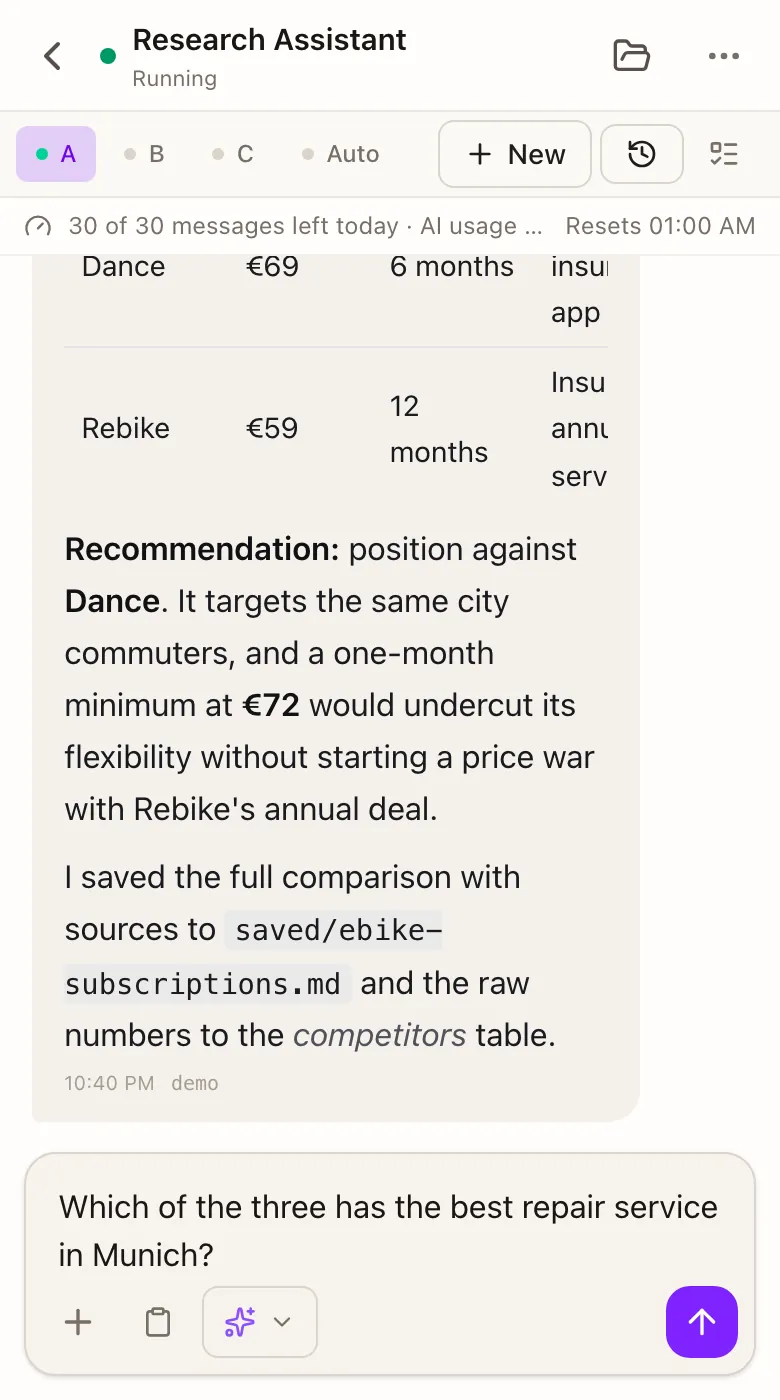 Research Assistant
Running
A B C Auto + New
30 of 30 messages left today · AI usage ... Resets 01:00 AM
Dance €69 6 months
app
Rebike €59 12 months
Recommendation: position against
Dance. It targets the same city
commuters, and a one-month
minimum at €72 would undercut its
flexibility without starting a price war
with Rebike's annual deal.
I saved the full comparison with
sources to saved/ebike-
subscriptions.md and the raw
numbers to the competitors table.
10:40 PM demo
Which of the three has the best repair service
in Munich?